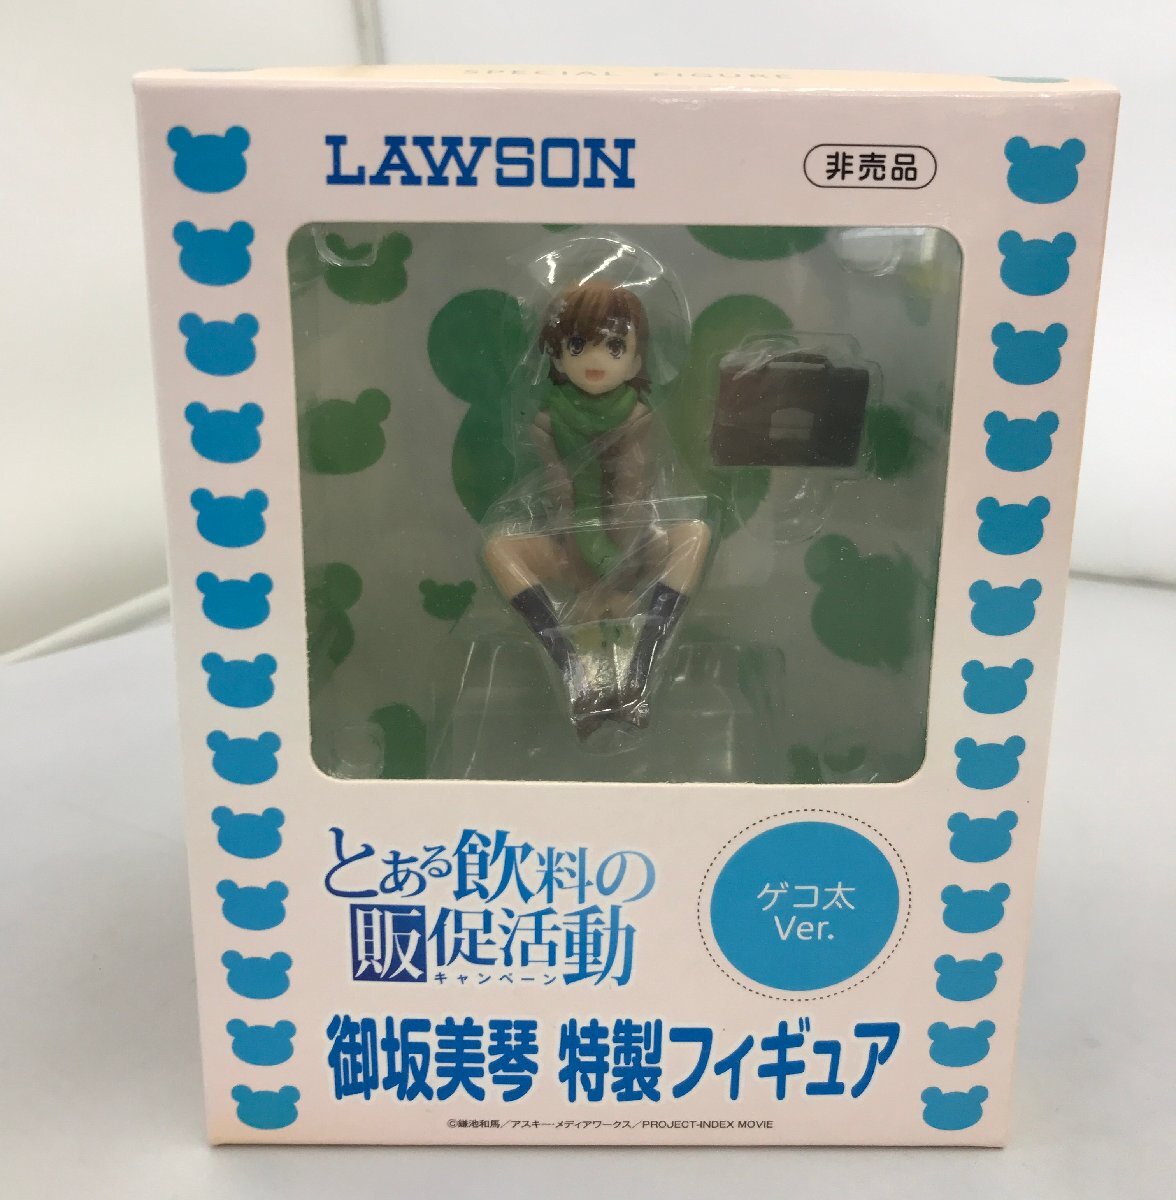 SPECIAL FIGURE
LAWSON
非売品
とある飲料の
販促活動
キャンペーン
ゲコ太
Ver.
御坂美琴 特製フィギュア
©鎌池和馬／アスキー・メディアワークス／PROJECT-INDEX MOVIE